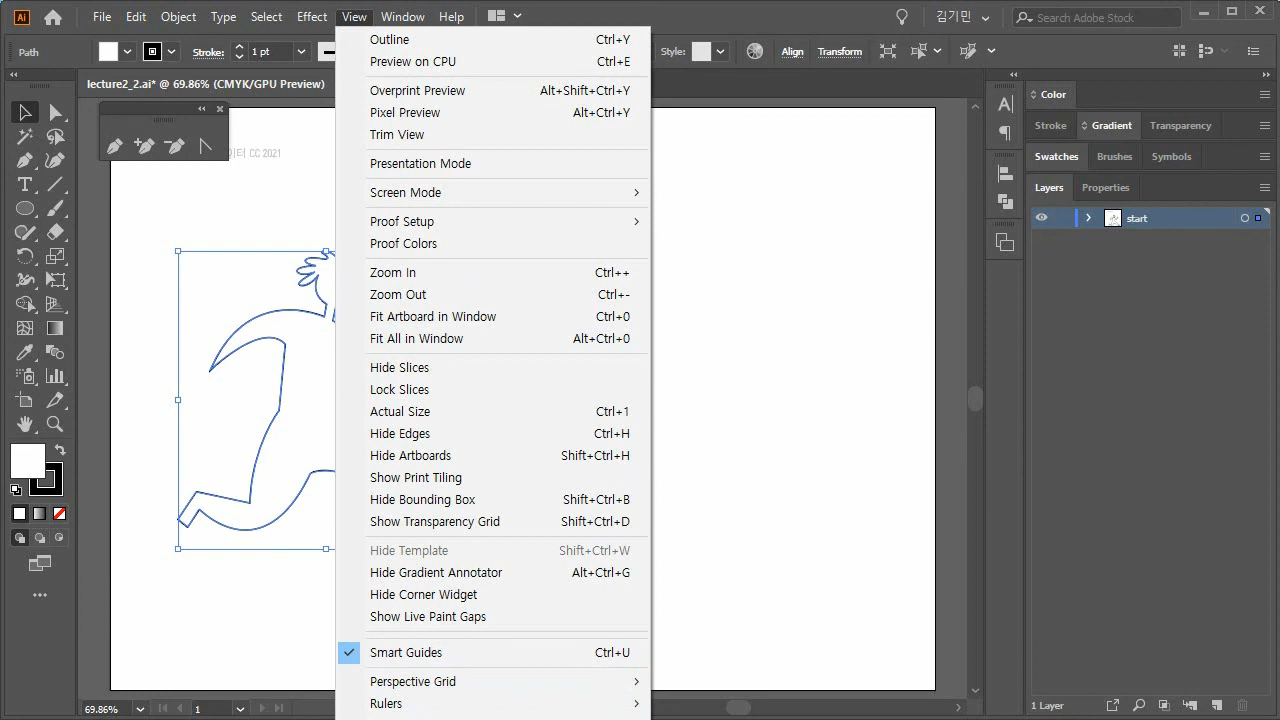 Ai File Edit Object Type Select Effect View Window Help 김기민 Search Adobe Stock
Path Stroke: 1 pt Style: Align Transform
lecture2_2.ai* @ 69.86% (CMYK/GPU Preview)
CC 2021
Outline Ctrl+Y
Preview on CPU Ctrl+E
Overprint Preview Alt+Shift+Ctrl+Y
Pixel Preview Alt+Ctrl+Y
Trim View
Presentation Mode
Screen Mode
Proof Setup
Proof Colors
Zoom In Ctrl++
Zoom Out Ctrl+-
Fit Artboard in Window Ctrl+0
Fit All in Window Alt+Ctrl+0
Hide Slices
Lock Slices
Actual Size Ctrl+1
Hide Edges Ctrl+H
Hide Artboards Shift+Ctrl+H
Show Print Tiling
Hide Bounding Box Shift+Ctrl+B
Show Transparency Grid Shift+Ctrl+D
Hide Template Shift+Ctrl+W
Hide Gradient Annotator Alt+Ctrl+G
Hide Corner Widget
Show Live Paint Gaps
Smart Guides Ctrl+U
Perspective Grid
Rulers
Color
Stroke Gradient Transparency
Swatches Brushes Symbols
Layers Properties
start
69.86% 1
1 Layer